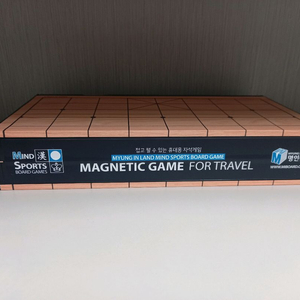 MIND 漢
SPORTS
BOARD GAMES
접고 펼 수 있는 휴대용 자석게임
MYUNG IN LAND MIND SPORTS BOARD GAME
MAGNETIC GAME FOR TRAVEL
명인